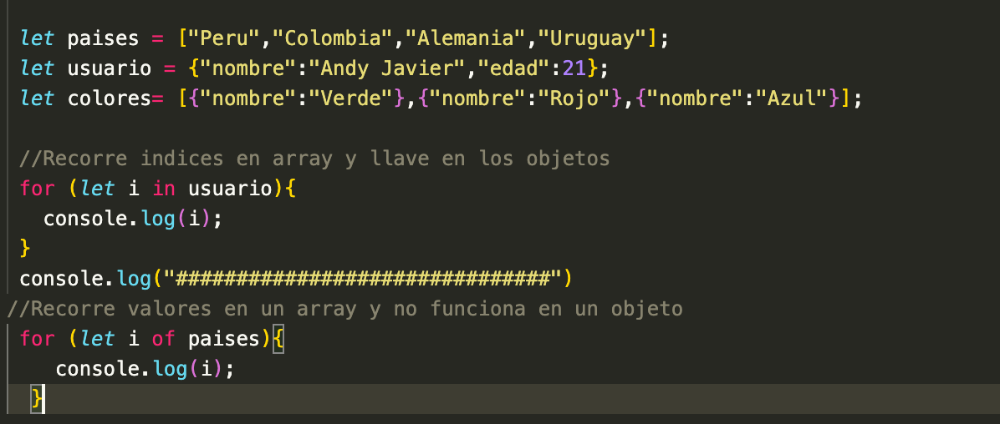 let paises = ["Peru","Colombia","Alemania","Uruguay"];
let usuario = {"nombre":"Andy Javier","edad":21};
let colores= [{"nombre":"Verde"},{"nombre":"Rojo"},{"nombre":"Azul"}];
//Recorre indices en array y llave en los objetos
for (let i in usuario){
console.log(i);
}
console.log("###############################")
//Recorre valores en un array y no funciona en un objeto
for (let i of paises){
console.log(i);
}